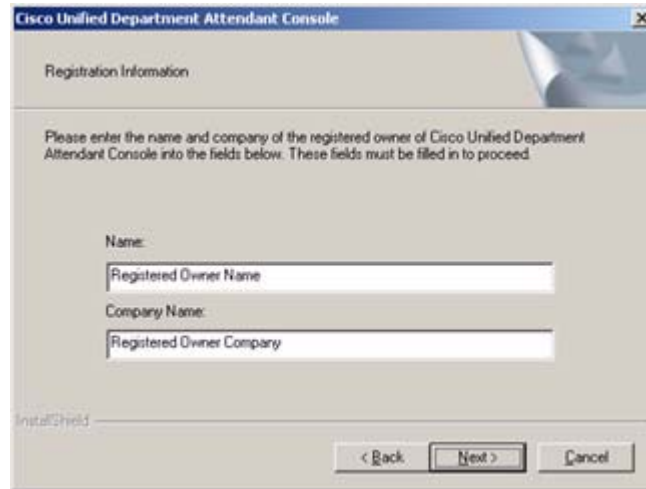 Cisco Unified Department Attendant Console
Registration Information
Please enter the name and company of the registered owner of Cisco Unified Department
Attendant Console into the fields below. These fields must be filled in to proceed.
Name:
Registered Owner Name
Company Name:
Registered Owner Company
InstallShield
< Back
Next >
Cancel